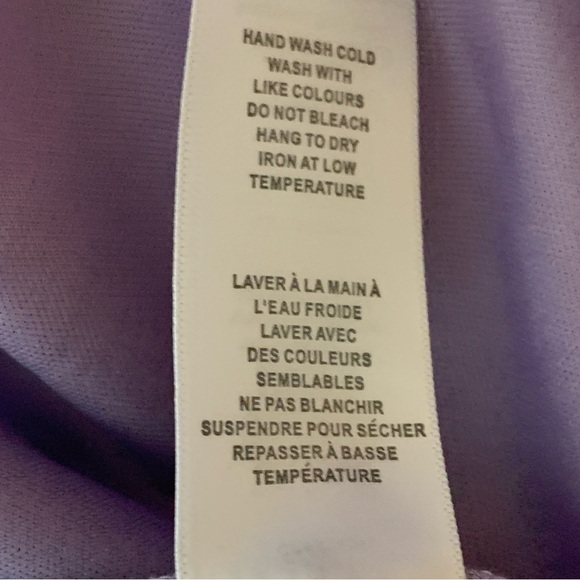 HAND WASH COLD
WASH WITH
LIKE COLOURS
DO NOT BLEACH
HANG TO DRY
IRON AT LOW
TEMPERATURE
LAVER À LA MAIN À
L'EAU FROIDE
LAVER AVEC
DES COULEURS
SEMBLABLES
NE PAS BLANCHIR
SUSPENDRE POUR SÉCHER
REPASSER À BASSE
TEMPÉRATURE